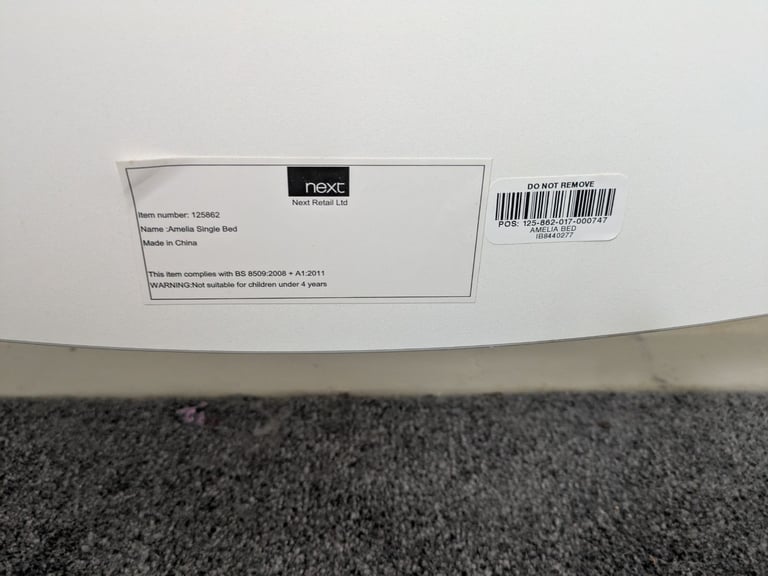 next
Next Retail Ltd
Item number: 125862
Name :Amelia Single Bed
Made in China
This item complies with BS 8509:2008 + A1:2011
WARNING:Not suitable for children under 4 years
DO NOT REMOVE
POS: 125-862-017-000747
AMELIA BED
IB8440277